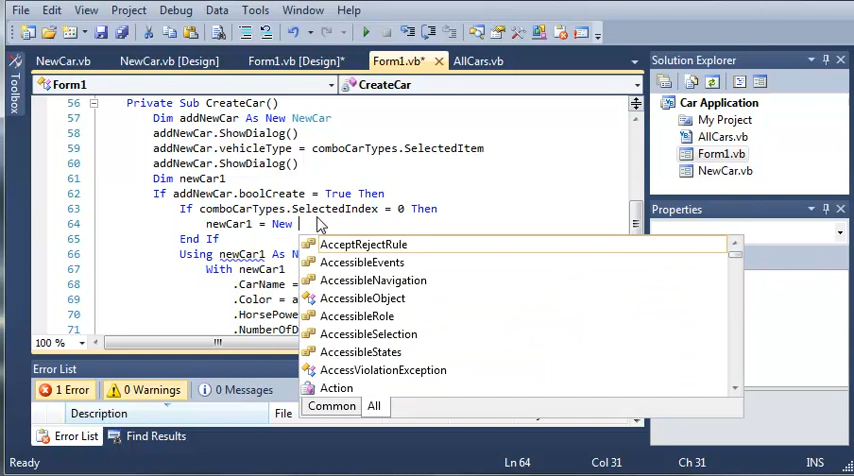 File Edit View Project Debug Data Tools Window Help
NewCar.vb NewCar.vb [Design] Form1.vb [Design]* Form1.vb* AllCars.vb
Form1 CreateCar
56 Private Sub CreateCar()
57 Dim addNewCar As New NewCar
58 addNewCar.ShowDialog()
59 addNewCar.vehicleType = comboCarTypes.SelectedItem
60 addNewCar.ShowDialog()
61 Dim newCar1
62 If addNewCar.boolCreate = True Then
63 If comboCarTypes.SelectedIndex = 0 Then
64 newCar1 = New
65 End If
66 Using newCar1 As N
67 With newCar1
68 .CarName =
69 .Color = a
70 .HorsePower
71 .NumberOfD
AcceptRejectRule
AccessibleEvents
AccessibleNavigation
AccessibleObject
AccessibleRole
AccessibleSelection
AccessibleStates
AccessViolationException
Action
Common All
100 %
Toolbox
Error List
1 Error 0 Warnings 0 Messages
Description File
Error List Find Results
Solution Explorer
Car Application
My Project
AllCars.vb
Form1.vb
NewCar.vb
Properties
Ln 64 Col 31 Ch 31 INS